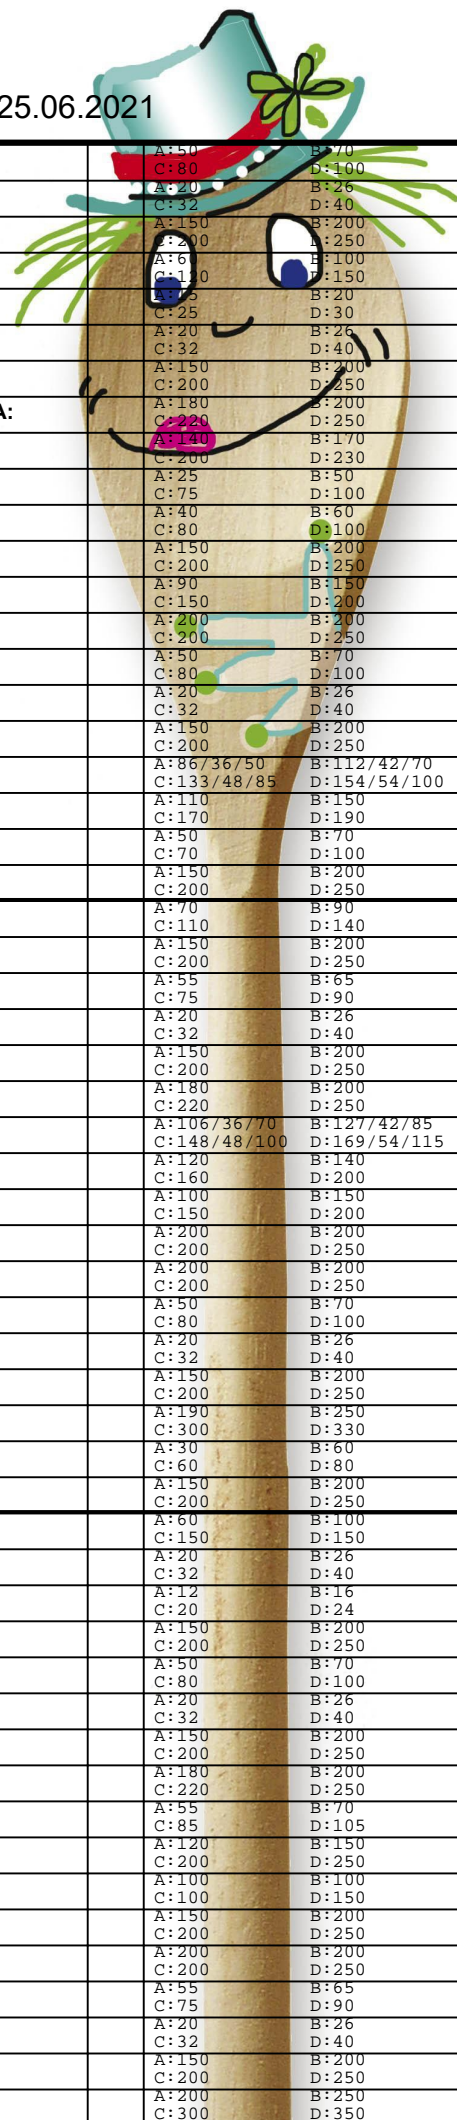 25.06.2021
A:50 B:70
C:80 D:100
A:20 B:26
C:32 D:40
A:150 B:200
C:200 D:250
A:60 B:100
C:120 D:150
A:15 B:20
C:25 D:30
A:20 B:26
C:32 D:40
A:150 B:200
C:200 D:250
A:
A:180 B:200
C:220 D:250
A:140 B:170
C:200 D:230
A:25 B:50
C:75 D:100
A:40 B:60
C:80 D:100
A:150 B:200
C:200 D:250
A:90 B:150
C:150 D:200
A:200 B:200
C:200 D:250
A:50 B:70
C:80 D:100
A:20 B:26
C:32 D:40
A:150 B:200
C:200 D:250
A:86/36/50 B:112/42/70
C:133/48/85 D:154/54/100
A:110 B:150
C:170 D:190
A:50 B:70
C:70 D:100
A:150 B:200
C:200 D:250
A:70 B:90
C:110 D:140
A:150 B:200
C:200 D:250
A:55 B:65
C:75 D:90
A:20 B:26
C:32 D:40
A:150 B:200
C:200 D:250
A:180 B:200
C:220 D:250
A:106/36/70 B:127/42/85
C:148/48/100 D:169/54/115
A:120 B:140
C:160 D:200
A:100 B:150
C:150 D:200
A:200 B:200
C:200 D:250
A:200 B:200
C:200 D:250
A:50 B:70
C:80 D:100
A:20 B:26
C:32 D:40
A:150 B:200
C:200 D:250
A:190 B:250
C:300 D:330
A:30 B:60
C:60 D:80
A:150 B:200
C:200 D:250
A:60 B:100
C:150 D:150
A:20 B:26
C:32 D:40
A:12 B:16
C:20 D:24
A:150 B:200
C:200 D:250
A:50 B:70
C:80 D:100
A:20 B:26
C:32 D:40
A:150 B:200
C:200 D:250
A:180 B:200
C:220 D:250
A:55 B:70
C:85 D:105
A:120 B:150
C:200 D:250
A:100 B:100
C:100 D:150
A:150 B:200
C:200 D:250
A:200 B:200
C:200 D:250
A:55 B:65
C:75 D:90
A:20 B:26
C:32 D:40
A:150 B:200
C:200 D:250
A:200 B:250
C:300 D:350